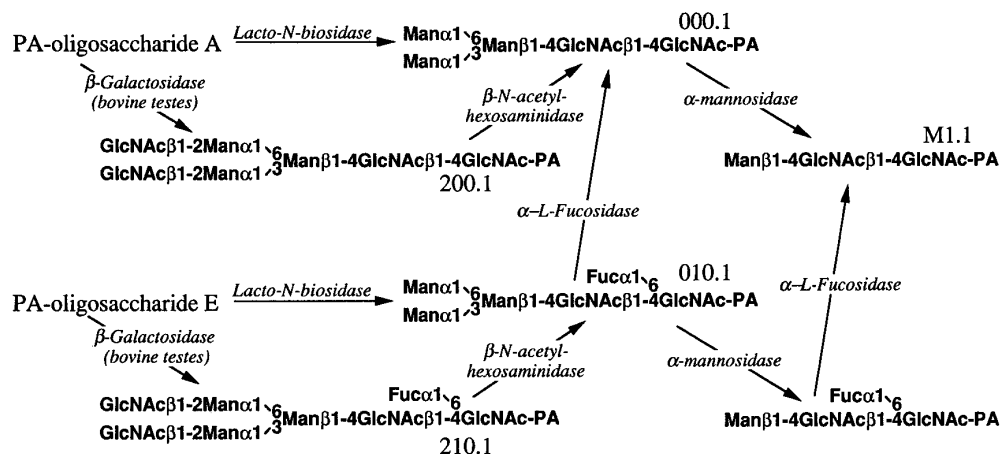 000.1
PA-oligosaccharide A
Lacto-N-biosidase
Manα1
6
Manα1
3
Manβ1-4GlcNAcβ1-4GlcNAc-PA
β-Galactosidase
(bovine testes)
β-N-acetyl-
hexosaminidase
α-mannosidase
M1.1
GlcNAcβ1-2Manα1
6
GlcNAcβ1-2Manα1
3
Manβ1-4GlcNAcβ1-4GlcNAc-PA
200.1
Manβ1-4GlcNAcβ1-4GlcNAc-PA
α–L-Fucosidase
PA-oligosaccharide E
Lacto-N-biosidase
Fucα1
6
010.1
Manα1
6
Manα1
3
Manβ1-4GlcNAcβ1-4GlcNAc-PA
α–L-Fucosidase
β-Galactosidase
(bovine testes)
β-N-acetyl-
hexosaminidase
α-mannosidase
GlcNAcβ1-2Manα1
6
GlcNAcβ1-2Manα1
3
Fucα1
6
Manβ1-4GlcNAcβ1-4GlcNAc-PA
210.1
Fucα1
6
Manβ1-4GlcNAcβ1-4GlcNAc-PA